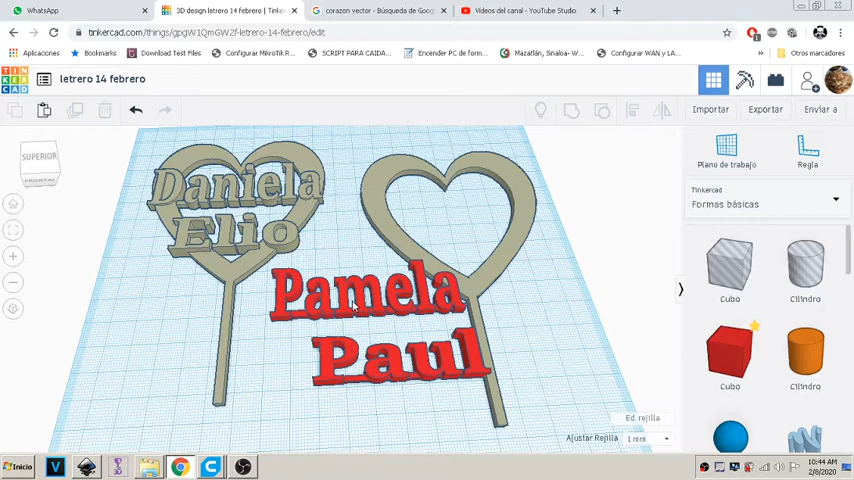 WhatsApp
3D design letrero 14 febrero | Tinker
corazon vector - Búsqueda de Goog
Vídeos del canal - YouTube Studio
tinkercad.com/things/gpgW1QmGW2f-letrero-14-febrero/edit
Aplicaciones
Bookmarks
Download Test Files
Configurar MikroTik R...
SCRIPT PARA CAIDA...
Encender PC de form...
Mazatlán, Sinaloa -...
Configurar WAN y LA...
Otros marcadores
TIN
KER
CAD
letrero 14 febrero
Importar
Exportar
Enviar a
SUPERIOR
Plano de trabajo
Regla
Tinkercad
Formas básicas
Daniela
Elio
Pamela
Paul
Cubo
Cilindro
Cubo
Cilindro
Ed. rejilla
Ajustar Rejilla
1 mm
Inicio
10:44 AM
2/8/2020